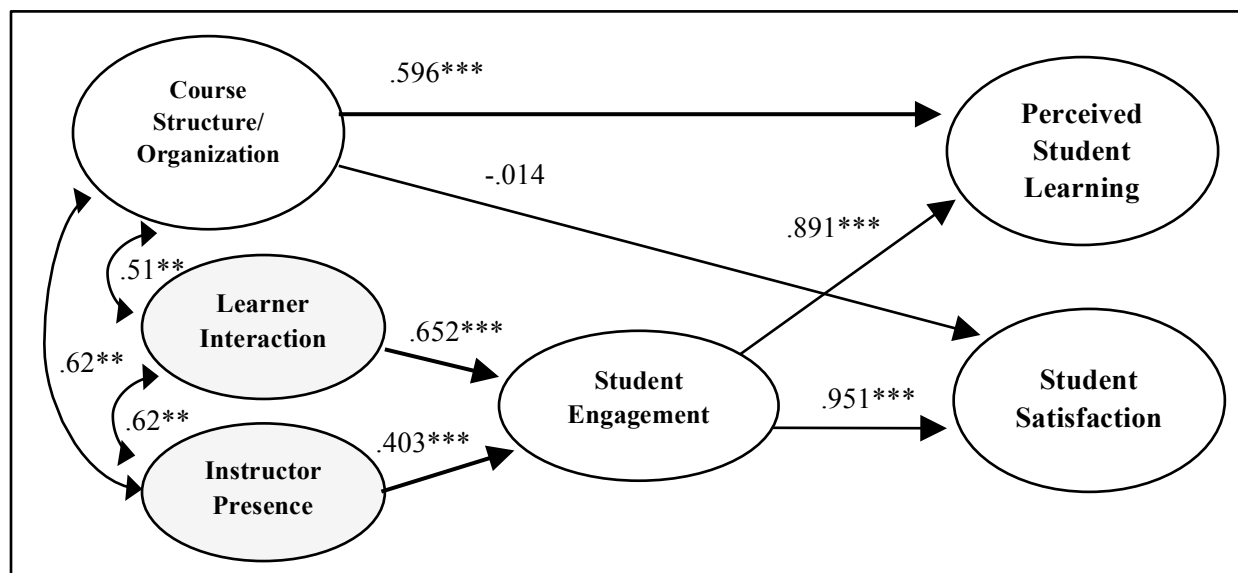 Course
Structure/
Organization
.596***
Perceived
Student
Learning
-.014
.891***
.51**
Learner
Interaction
.652***
.62**
.62**
Student
Engagement
.951***
Student
Satisfaction
.403***
Instructor
Presence